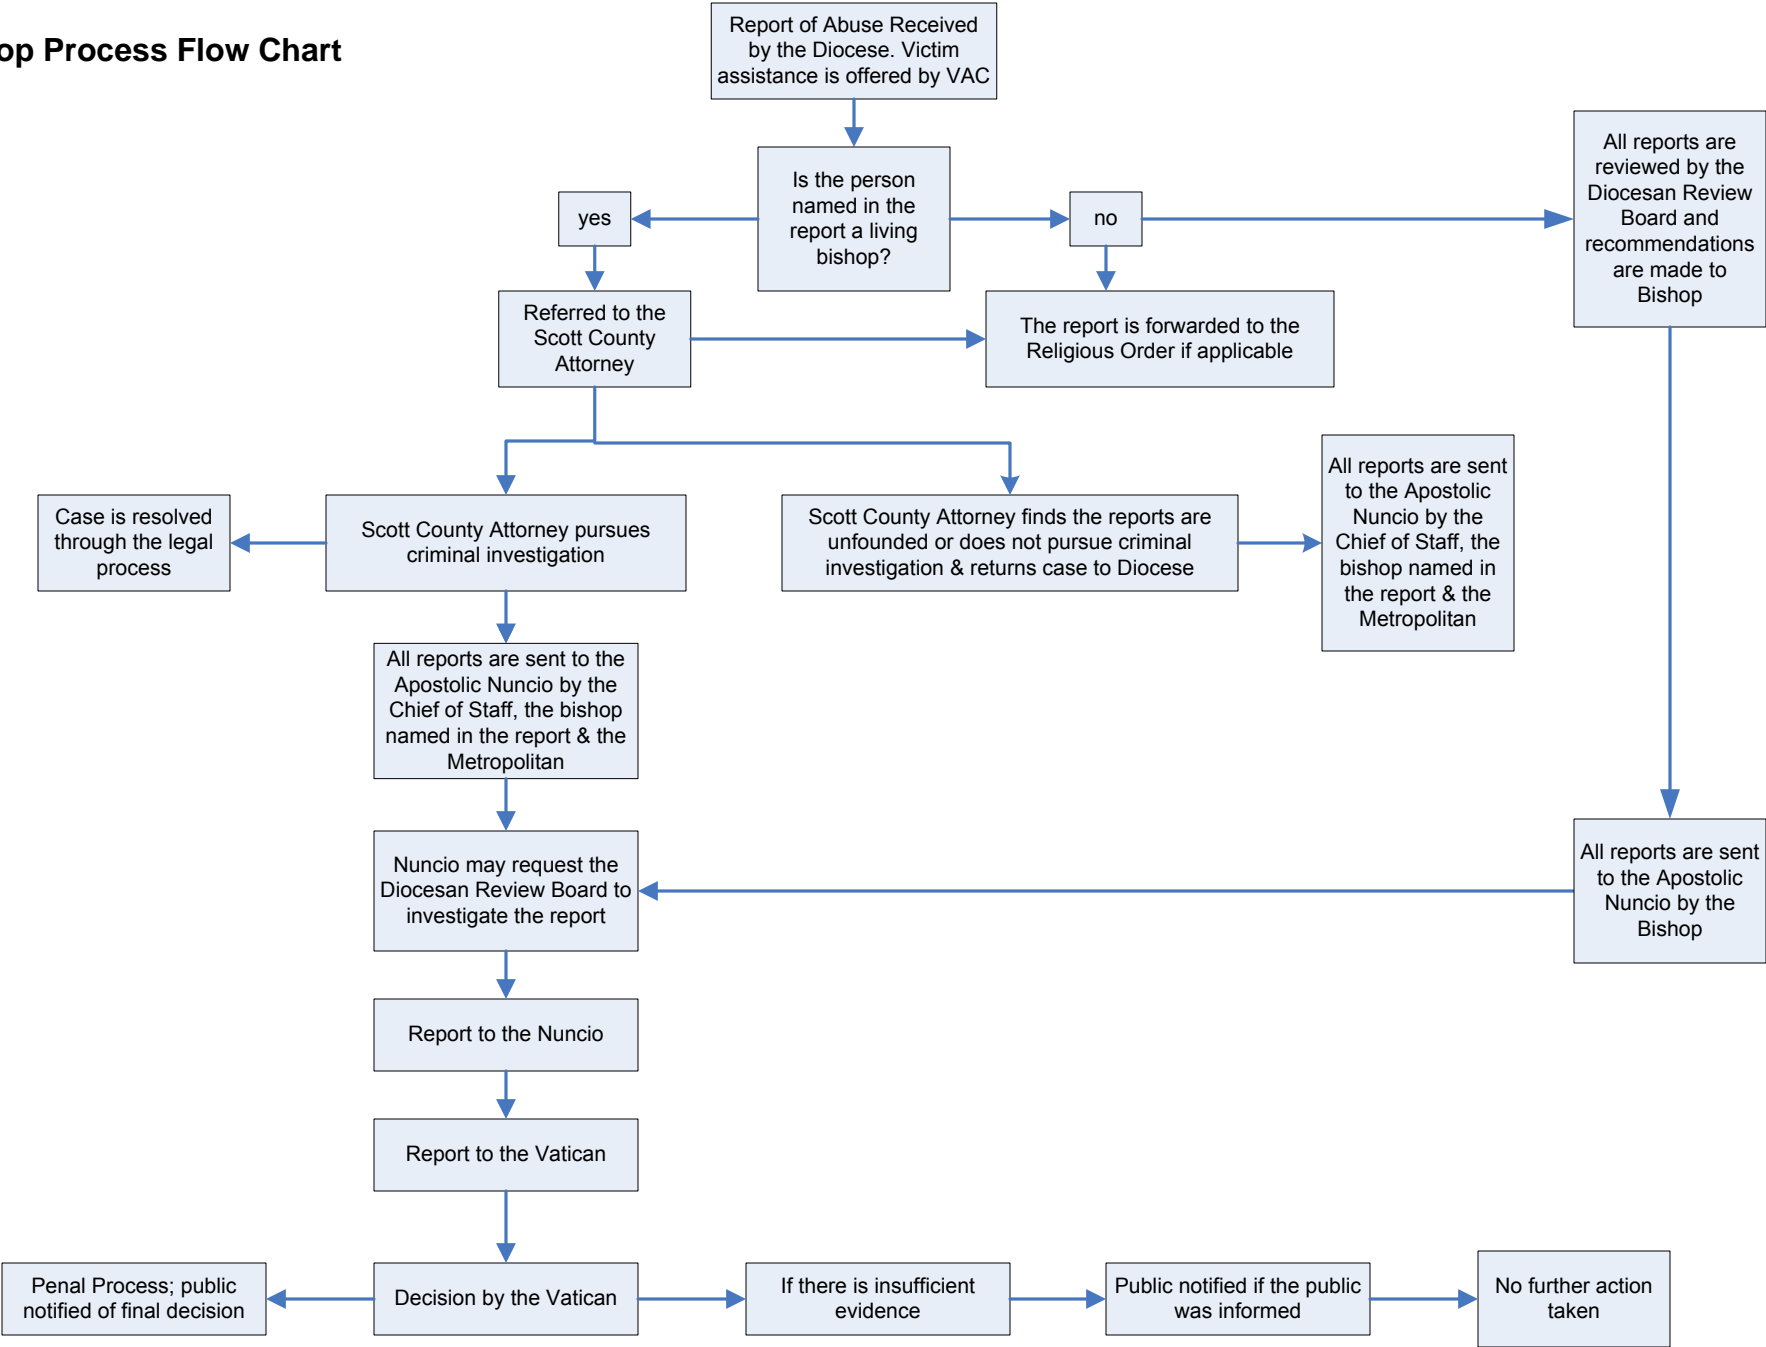 op Process Flow Chart
Report of Abuse Received
by the Diocese. Victim
assistance is offered by VAC
Is the person
named in the
report a living
bishop?
yes
no
All reports are
reviewed by the
Diocesan Review
Board and
recommendations
are made to
Bishop
Referred to the
Scott County
Attorney
The report is forwarded to the
Religious Order if applicable
Case is resolved
through the legal
process
Scott County Attorney pursues
criminal investigation
Scott County Attorney finds the reports are
unfounded or does not pursue criminal
investigation & returns case to Diocese
All reports are sent
to the Apostolic
Nuncio by the
Chief of Staff, the
bishop named in
the report & the
Metropolitan
All reports are sent to the
Apostolic Nuncio by the
Chief of Staff, the bishop
named in the report & the
Metropolitan
Nuncio may request the
Diocesan Review Board to
investigate the report
All reports are sent
to the Apostolic
Nuncio by the
Bishop
Report to the Nuncio
Report to the Vatican
Penal Process; public
notified of final decision
Decision by the Vatican
If there is insufficient
evidence
Public notified if the public
was informed
No further action
taken